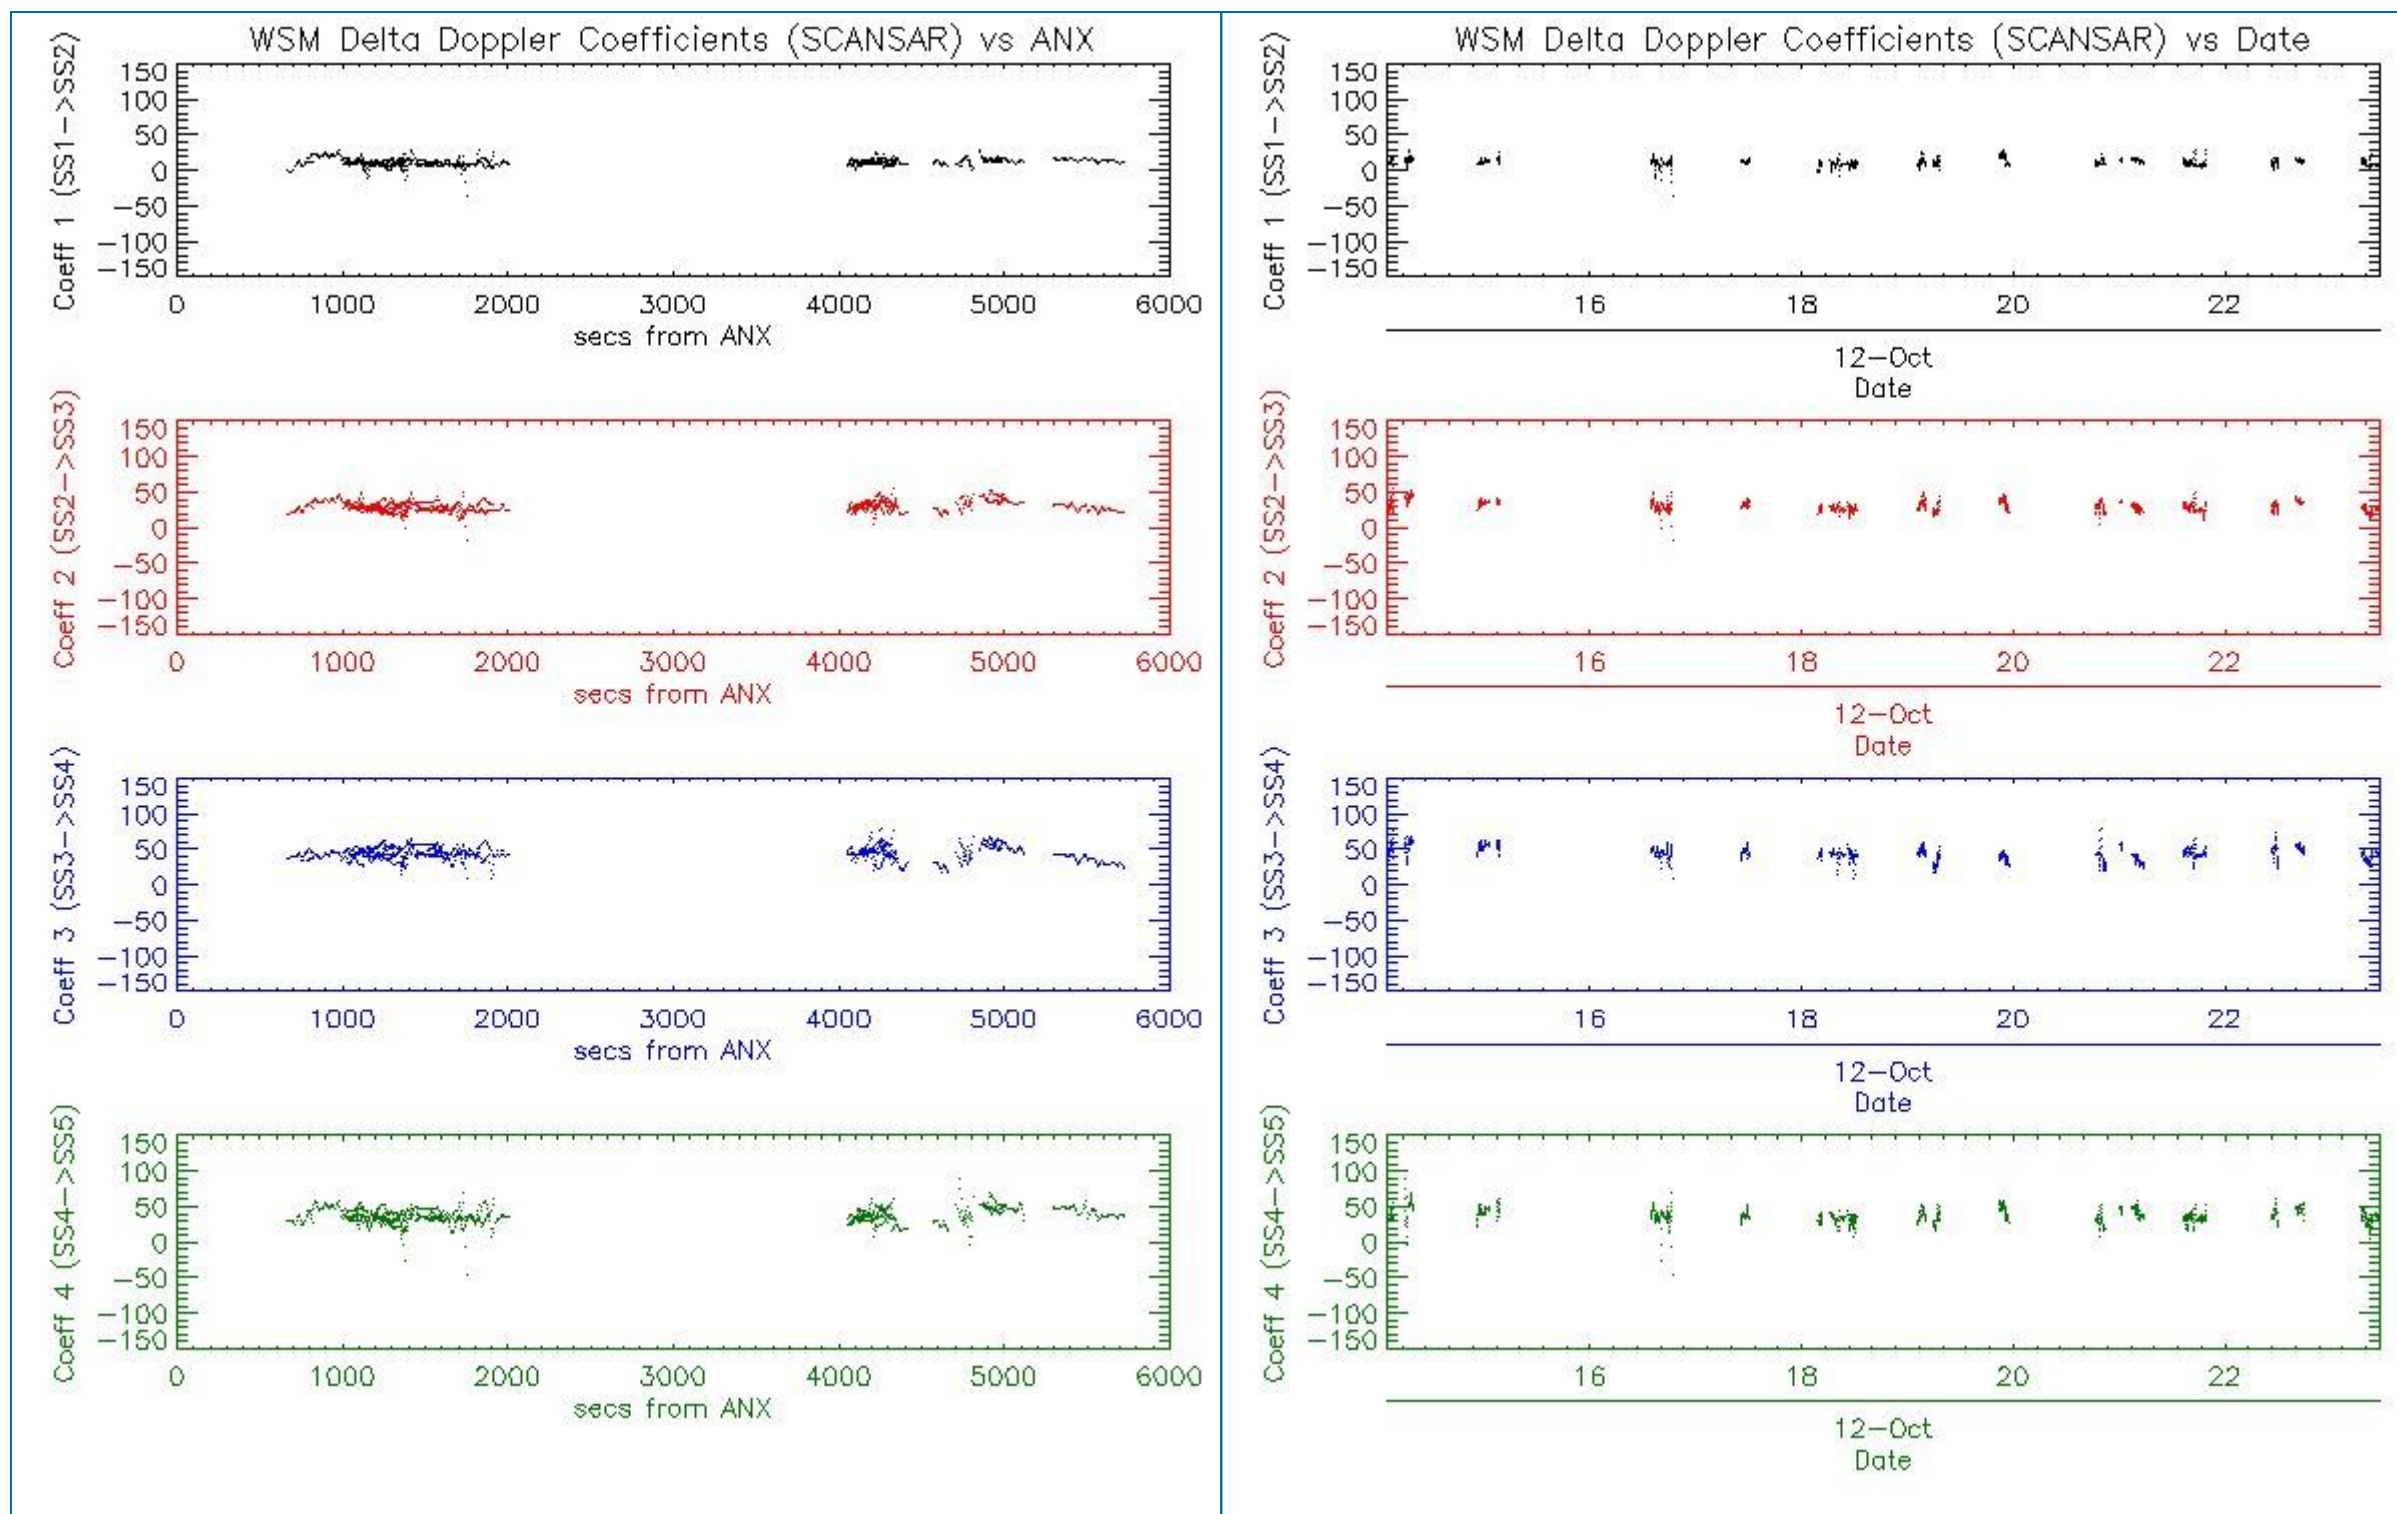 WSM Delta Doppler Coefficients (SCANSAR) vs ANX
Coeff 1 (SS1->SS2)
150
100
50
0
-50
-100
-150
0 1000 2000 3000 4000 5000 6000
secs from ANX
Coeff 2 (SS2->SS3)
150
100
50
0
-50
-100
-150
0 1000 2000 3000 4000 5000 6000
secs from ANX
Coeff 3 (SS3->SS4)
150
100
50
0
-50
-100
-150
0 1000 2000 3000 4000 5000 6000
secs from ANX
Coeff 4 (SS4->SS5)
150
100
50
0
-50
-100
-150
0 1000 2000 3000 4000 5000 6000
secs from ANX
WSM Delta Doppler Coefficients (SCANSAR) vs Date
Coeff 1 (SS1->SS2)
150
100
50
0
-50
-100
-150
16 18 20 22
12-Oct
Date
Coeff 2 (SS2->SS3)
150
100
50
0
-50
-100
-150
16 18 20 22
12-Oct
Date
Coeff 3 (SS3->SS4)
150
100
50
0
-50
-100
-150
16 18 20 22
12-Oct
Date
Coeff 4 (SS4->SS5)
150
100
50
0
-50
-100
-150
16 18 20 22
12-Oct
Date